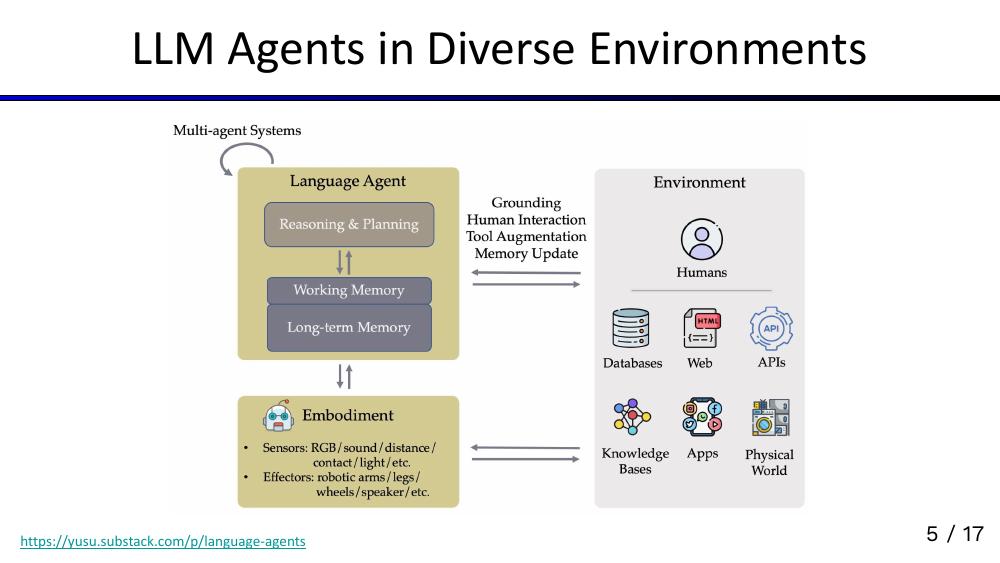 LLM Agents in Diverse Environments
Multi-agent Systems
Language Agent
Reasoning & Planning
Working Memory
Long-term Memory
Grounding
Human Interaction
Tool Augmentation
Memory Update
Environment
Humans
Databases
Web
APIs
HTML
{==}
API
Knowledge
Bases
Apps
Physical
World
Embodiment
• Sensors: RGB/sound/distance/
contact/light/etc.
• Effectors: robotic arms/legs/
wheels/speaker/etc.
https://yusu.substack.com/p/language-agents
5 / 17